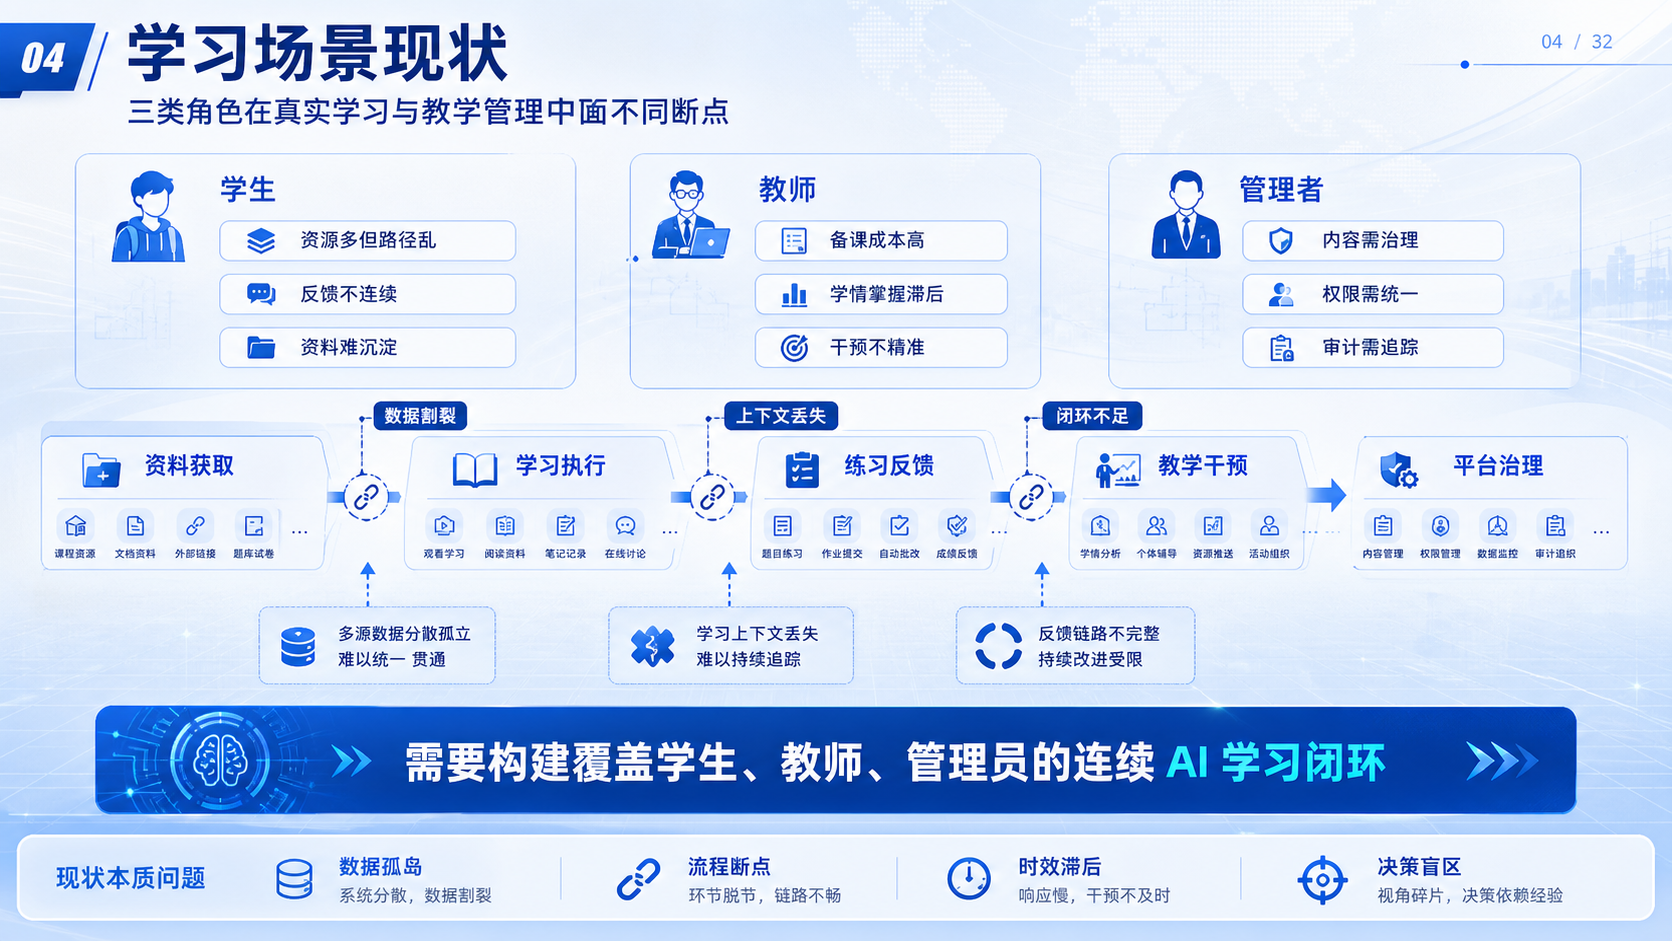 04
学习场景现状
04 / 32
三类角色在真实学习与教学管理中面不同断点
学生
资源多但路径乱
反馈不连续
资料难沉淀
教师
备课成本高
学情掌握滞后
干预不精准
管理者
内容需治理
权限需统一
审计需追踪
数据割裂
上下文丢失
闭环不足
资料获取
课程资源
文档资料
外部链接
题库试卷
...
学习执行
观看学习
阅读资料
笔记记录
在线讨论
...
练习反馈
题目练习
作业提交
自动批改
成绩反馈
...
教学干预
学情分析
个体辅导
资源推送
活动组织
... ...
平台治理
内容管理
权限管理
数据监控
审计追织
...
多源数据分散孤立
难以统一 贯通
学习上下文丢失
难以持续追踪
反馈链路不完整
持续改进受限
需要构建覆盖学生、教师、管理员的连续 AI 学习闭环
现状本质问题
数据孤岛
系统分散，数据割裂
流程断点
环节脱节，链路不畅
时效滞后
响应慢，干预不及时
决策盲区
视角碎片，决策依赖经验